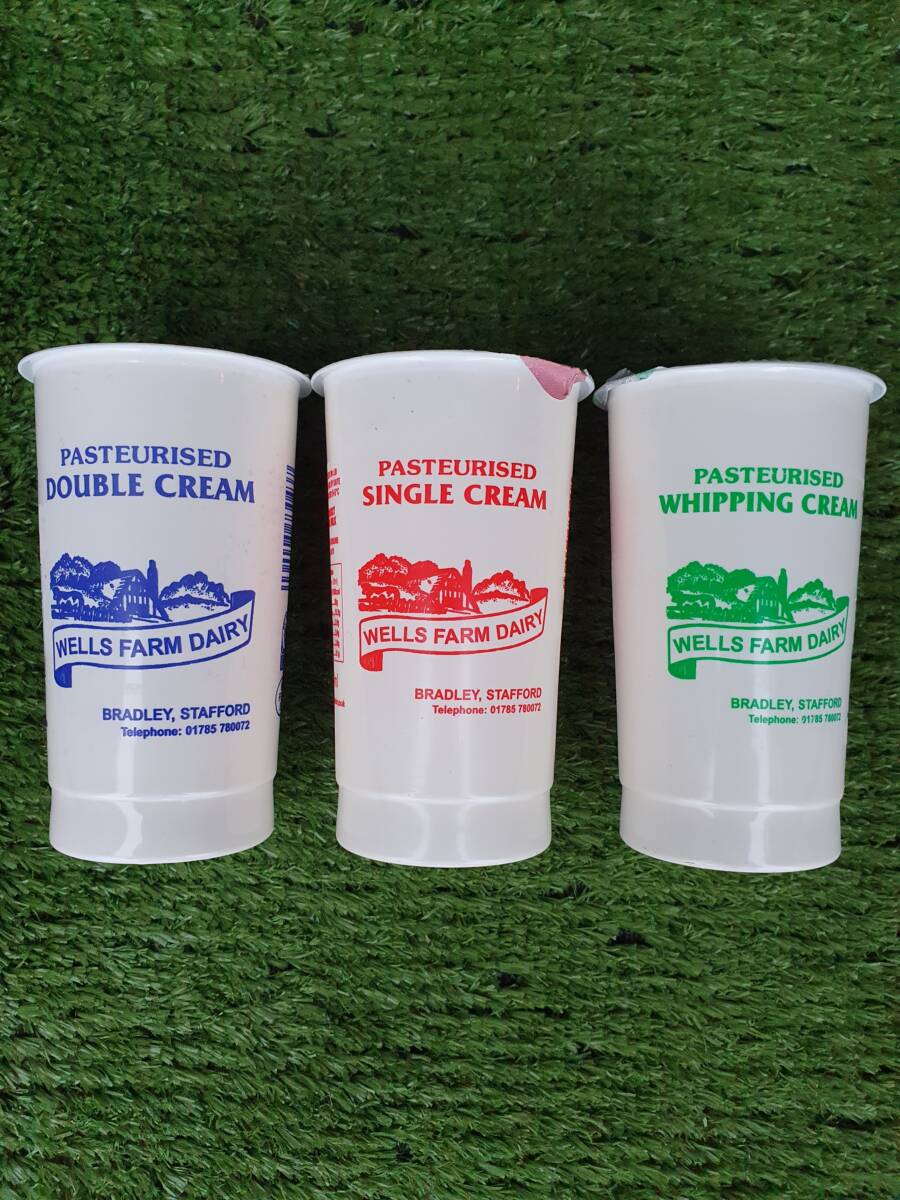 PASTEURISED
DOUBLE CREAM
WELLS FARM DAIRY
BRADLEY, STAFFORD
Telephone: 01785 780072
PASTEURISED
SINGLE CREAM
WELLS FARM DAIRY
BRADLEY, STAFFORD
Telephone: 01785 780072
PASTEURISED
WHIPPING CREAM
WELLS FARM DAIRY
BRADLEY, STAFFORD
Telephone: 01785 780072